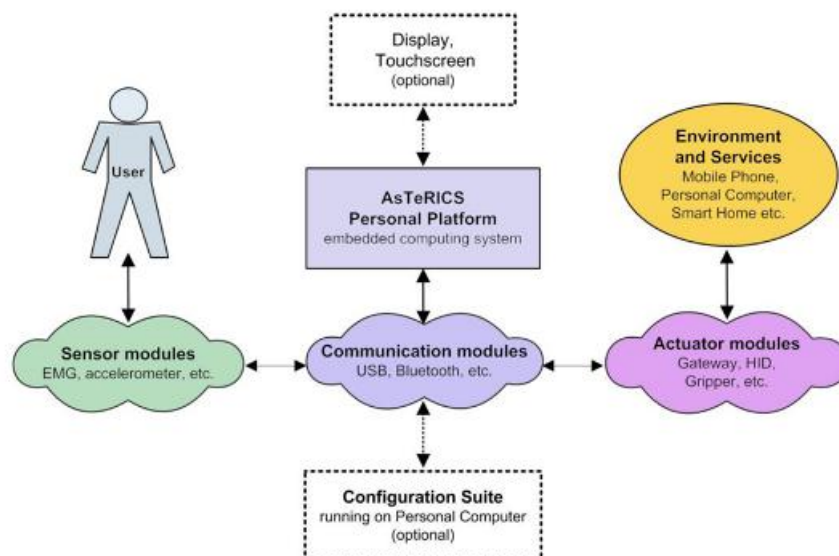 Display,
Touchscreen
(optional)
User
AsTeRICS
Personal Platform
embedded computing system
Environment
and Services
Mobile Phone,
Personal Computer,
Smart Home etc.
Sensor modules
EMG, accelerometer, etc.
Communication modules
USB, Bluetooth, etc.
Actuator modules
Gateway, HID,
Gripper, etc.
Configuration Suite
running on Personal Computer
(optional)